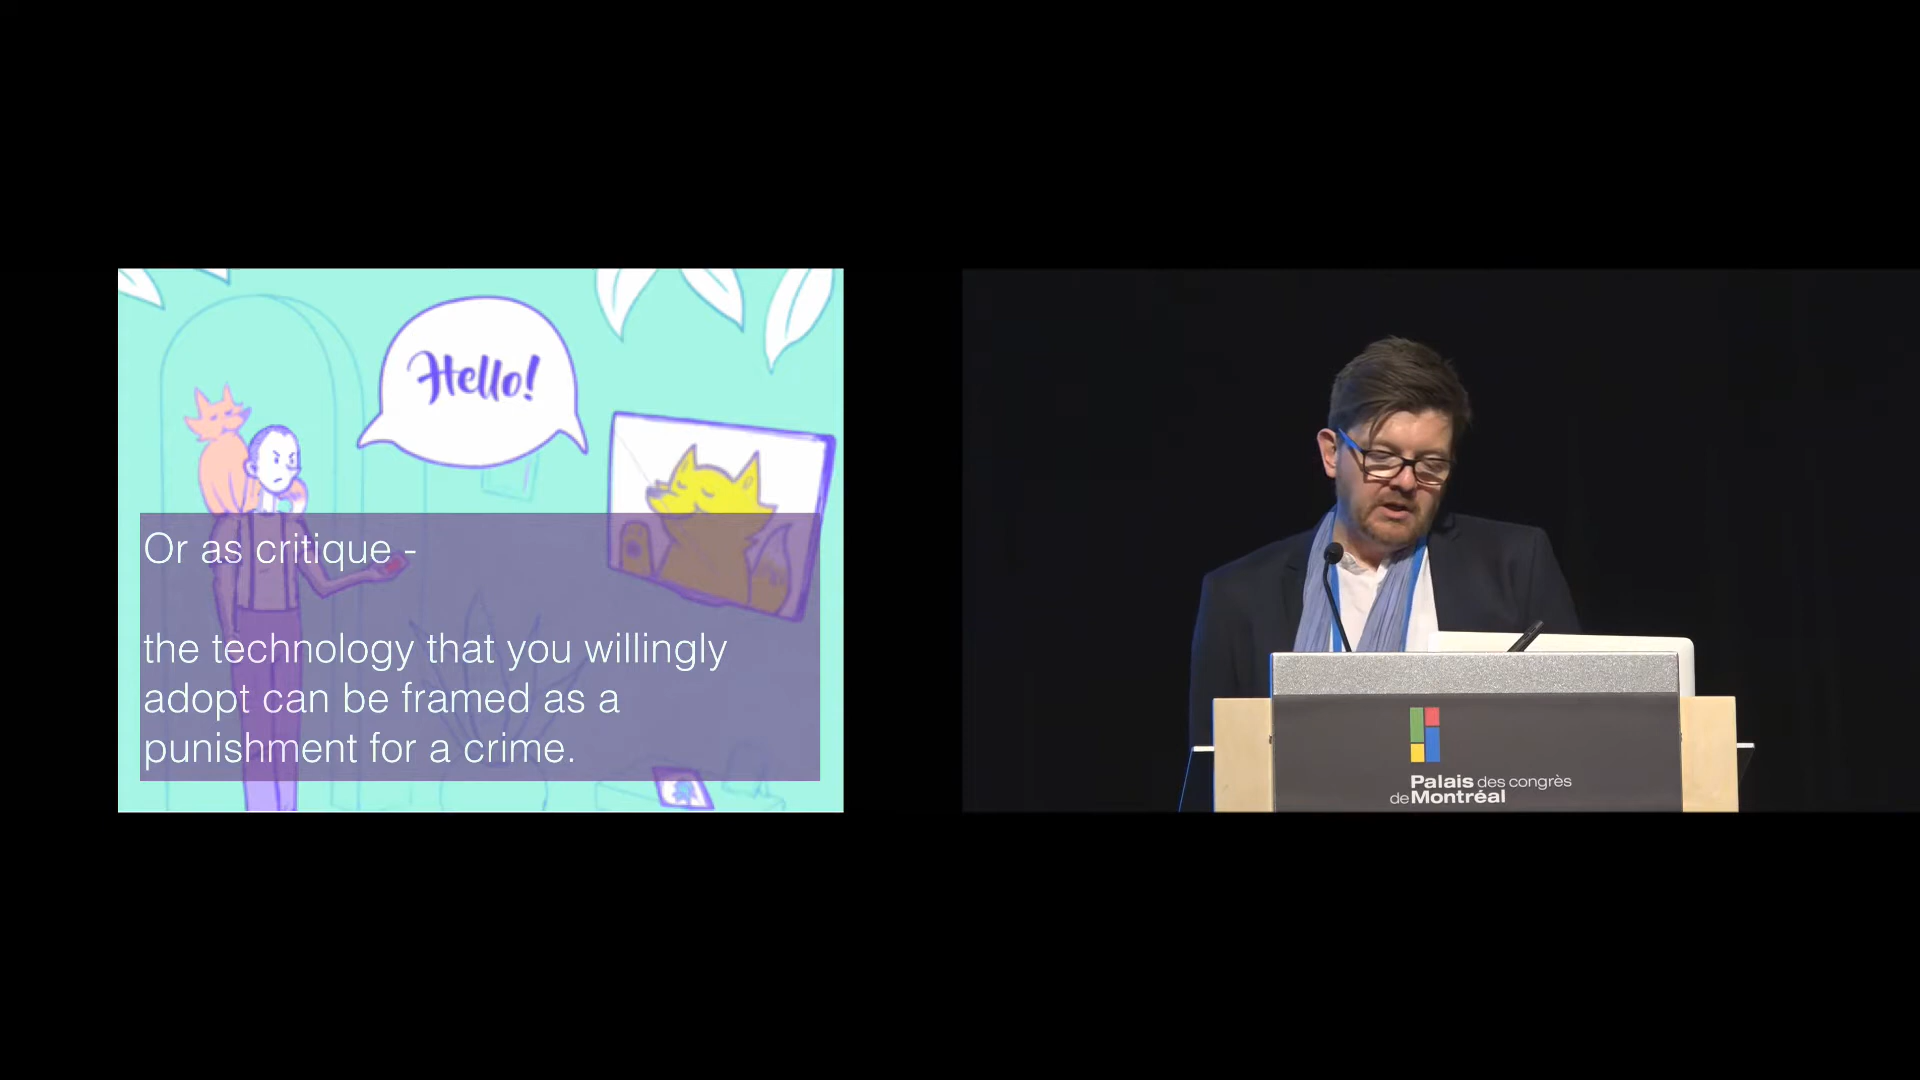 Hello!
Or as critique -
the technology that you willingly
adopt can be framed as a
punishment for a crime.
Palais des congrès
de Montréal